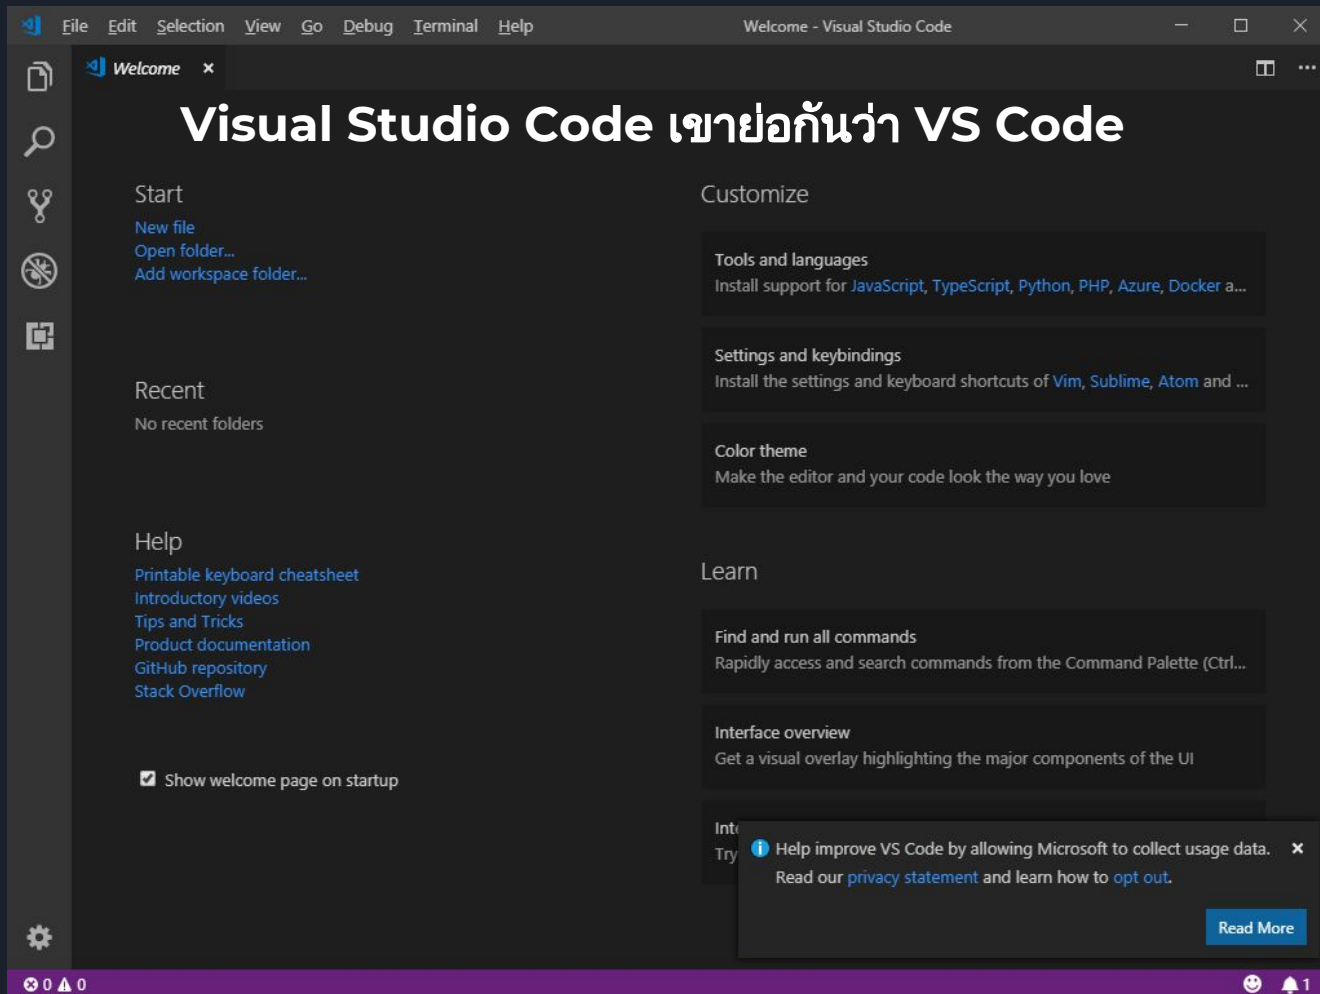 File Edit Selection View Go Debug Terminal Help
Welcome - Visual Studio Code
Welcome
Visual Studio Code เขาย่อกันว่า VS Code
Start
New file
Open folder...
Add workspace folder...
Recent
No recent folders
Help
Printable keyboard cheatsheet
Introductory videos
Tips and Tricks
Product documentation
GitHub repository
Stack Overflow
Show welcome page on startup
Customize
Tools and languages
Install support for JavaScript, TypeScript, Python, PHP, Azure, Docker a...
Settings and keybindings
Install the settings and keyboard shortcuts of Vim, Sublime, Atom and ...
Color theme
Make the editor and your code look the way you love
Learn
Find and run all commands
Rapidly access and search commands from the Command Palette (Ctrl...
Interface overview
Get a visual overlay highlighting the major components of the UI
Try
Help improve VS Code by allowing Microsoft to collect usage data.
Read our privacy statement and learn how to opt out.
Read More
0 0
1